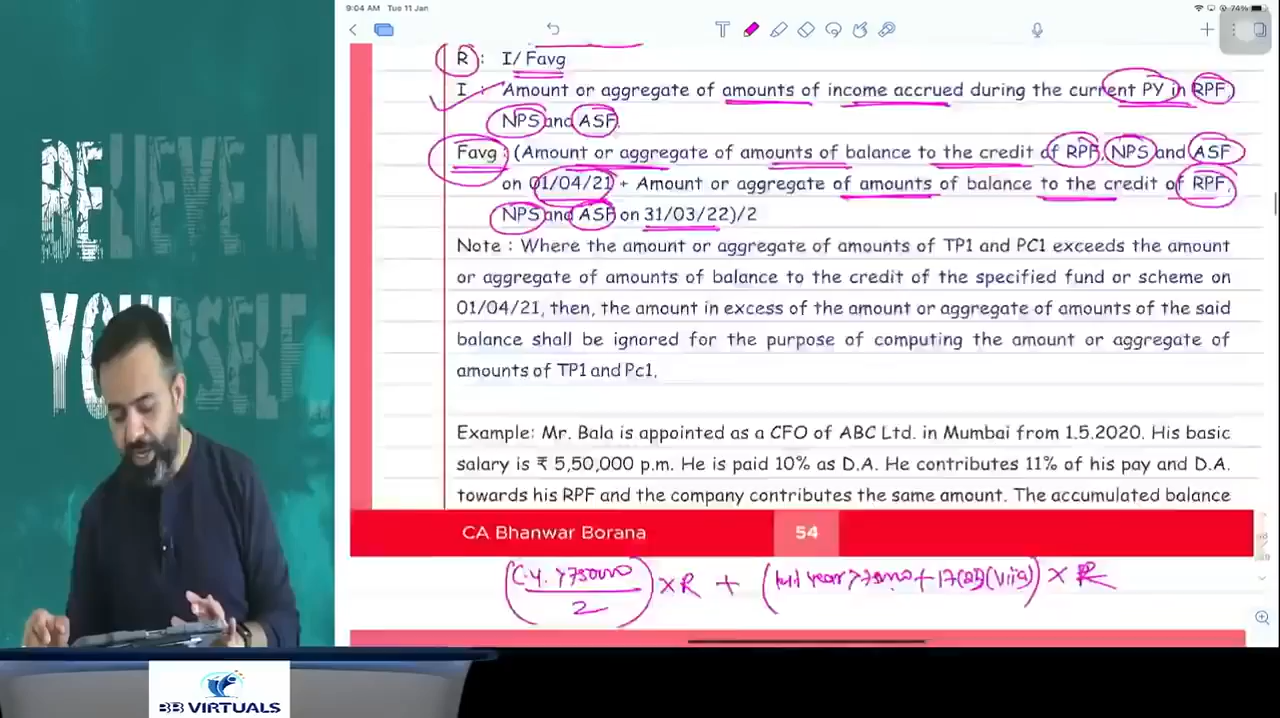 9:04 AM Tue 11 Jan
74%
BELIEVE IN
YOURSELF
R : I/ Favg
I : Amount or aggregate of amounts of income accrued during the current PY in RPF
NPS and ASF.
Favg : (Amount or aggregate of amounts of balance to the credit of RPF, NPS and ASF
on 01/04/21 + Amount or aggregate of amounts of balance to the credit of RPF,
NPS and ASF on 31/03/22)/2
Note : Where the amount or aggregate of amounts of TP1 and PC1 exceeds the amount
or aggregate of amounts of balance to the credit of the specified fund or scheme on
01/04/21, then, the amount in excess of the amount or aggregate of amounts of the said
balance shall be ignored for the purpose of computing the amount or aggregate of
amounts of TP1 and Pc1.
Example: Mr. Bala is appointed as a CFO of ABC Ltd. in Mumbai from 1.5.2020. His basic
salary is ₹ 5,50,000 p.m. He is paid 10% as D.A. He contributes 11% of his pay and D.A.
towards his RPF and the company contributes the same amount. The accumulated balance
CA Bhanwar Borana 54
(C.Y. >750000 / 2) × R + ( year >750000 + 17(2)(viia)) × R
BB VIRTUALS